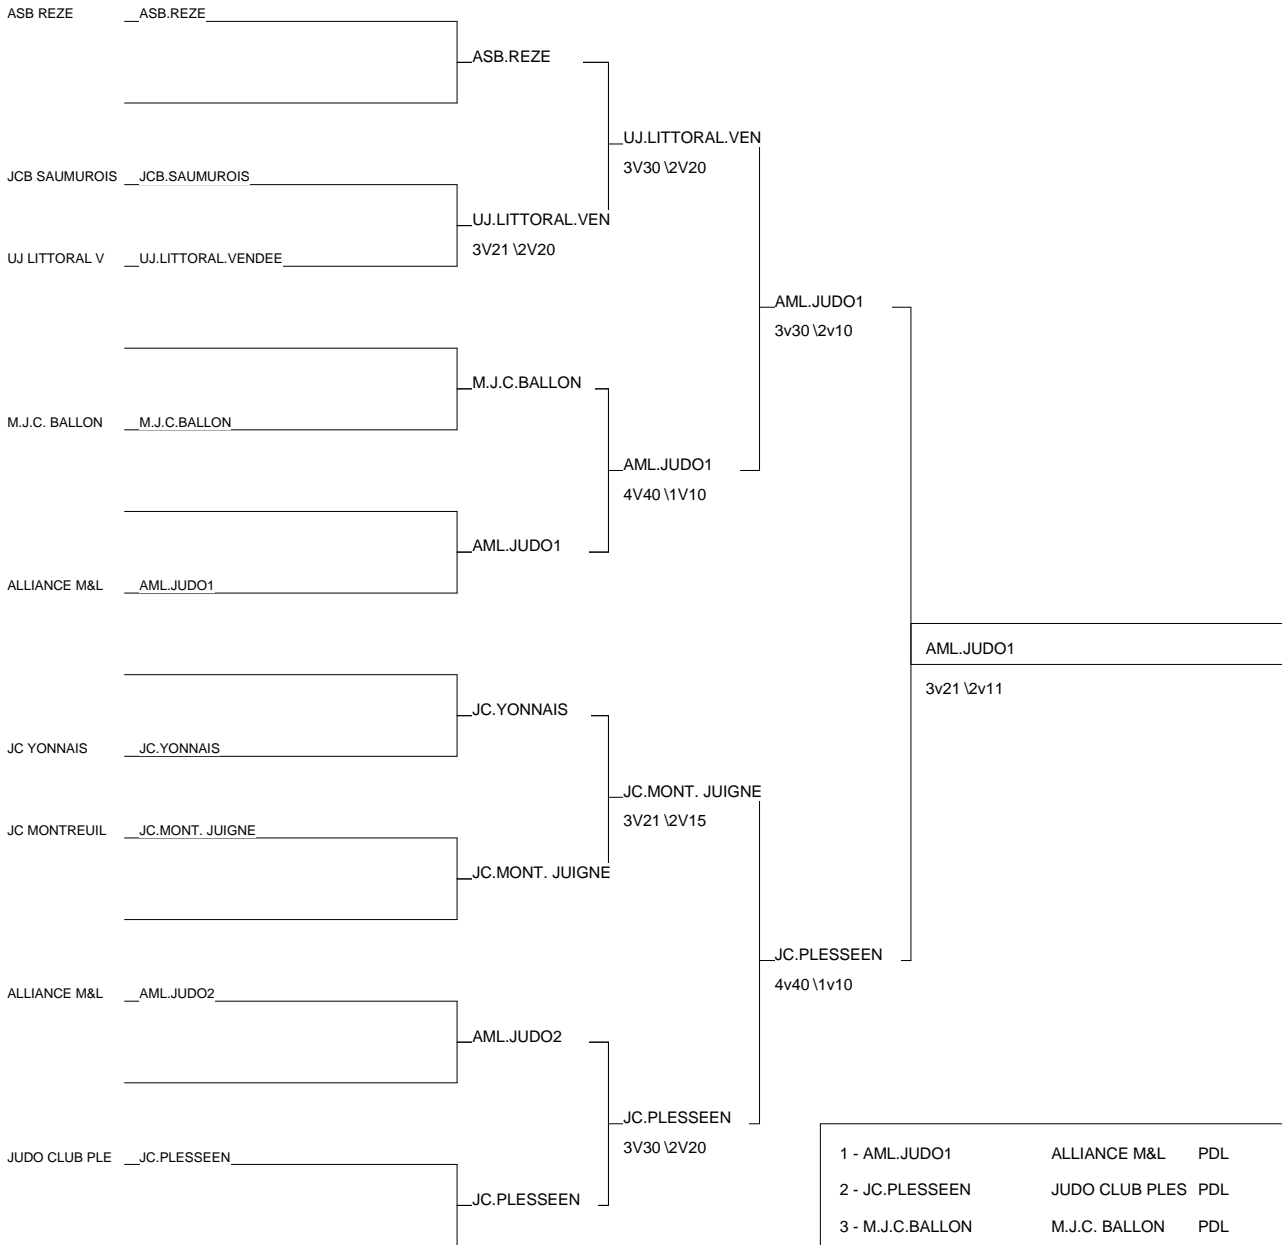 ASB REZE ASB.REZE
ASB.REZE
UJ.LITTORAL.VEN
3V30 \2V20
JCB SAUMUROIS JCB.SAUMUROIS
UJ.LITTORAL.VEN
3V21 \2V20
UJ LITTORAL V UJ.LITTORAL.VENDEE
AML.JUDO1
3v30 \2v10
M.J.C.BALLON
M.J.C. BALLON M.J.C.BALLON
AML.JUDO1
4V40 \1V10
AML.JUDO1
ALLIANCE M&L AML.JUDO1
AML.JUDO1
3v21 \2v11
JC.YONNAIS
JC YONNAIS JC.YONNAIS
JC.MONT. JUIGNE
3V21 \2V15
JC MONTREUIL JC.MONT. JUIGNE
JC.MONT. JUIGNE
JC.PLESSEEN
4v40 \1v10
ALLIANCE M&L AML.JUDO2
AML.JUDO2
JC.PLESSEEN
3V30 \2V20
JUDO CLUB PLE JC.PLESSEEN
JC.PLESSEEN
1 - AML.JUDO1 ALLIANCE M&L PDL
2 - JC.PLESSEEN JUDO CLUB PLES PDL
3 - M.J.C.BALLON M.J.C. BALLON PDL